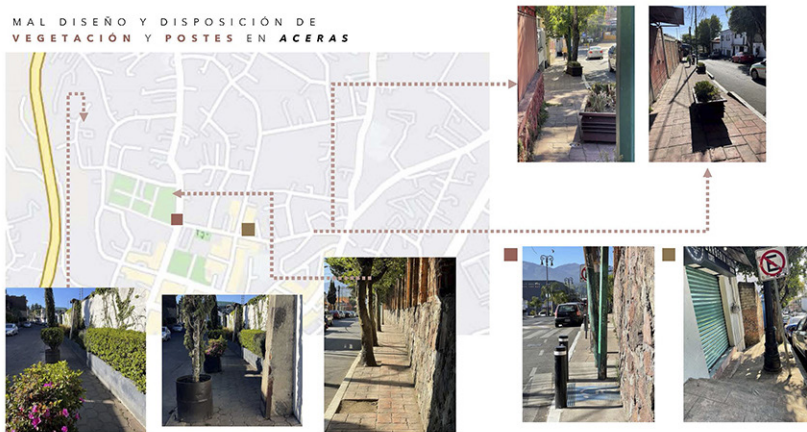 MAL DISEÑO Y DISPOSICIÓN DE
VEGETACIÓN Y POSTES EN ACERAS
E